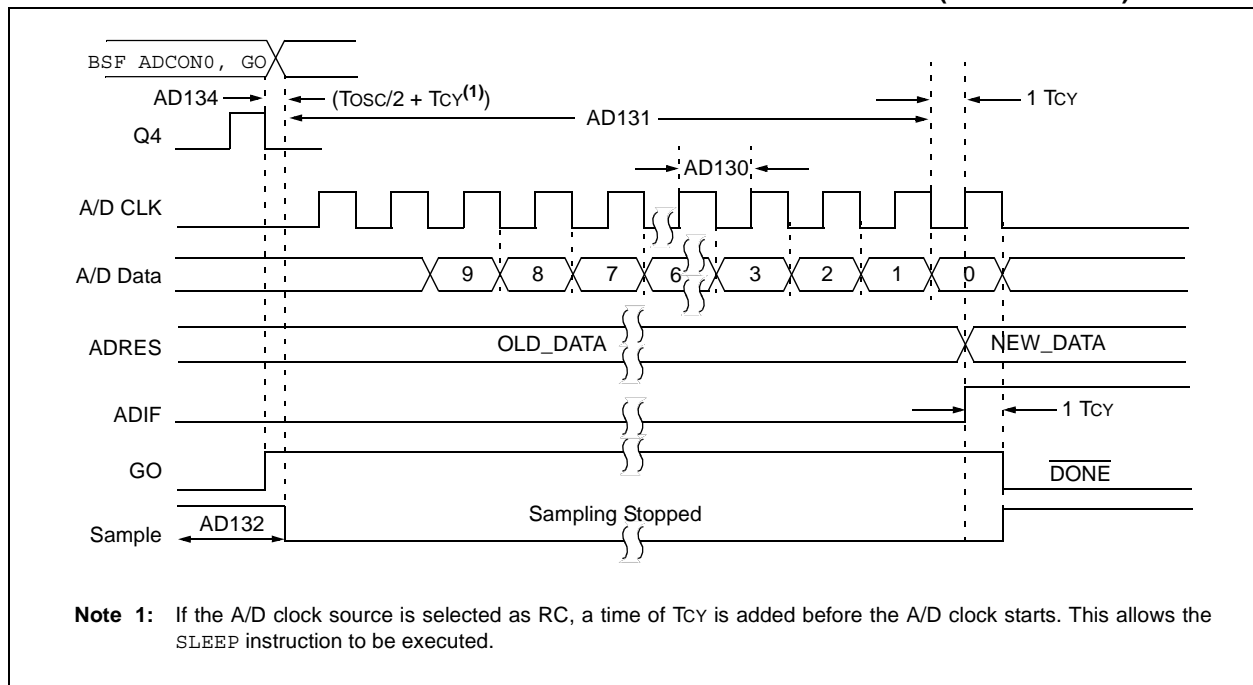 BSF ADCON0, GO
AD134
(TOSC/2 + TCY(1))
1 TCY
AD131
Q4
AD130
A/D CLK
A/D Data
9 8 7 6 3 2 1 0
ADRES
OLD_DATA
NEW_DATA
ADIF
1 TCY
GO
DONE
Sample
AD132
Sampling Stopped
Note 1: If the A/D clock source is selected as RC, a time of TCY is added before the A/D clock starts. This allows the
SLEEP instruction to be executed.